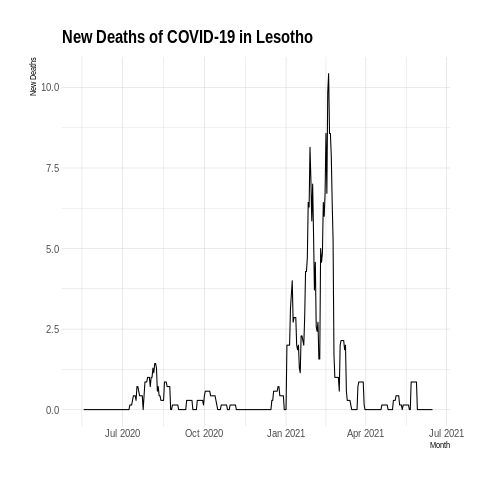 New Deaths of COVID-19 in Lesotho
New Deaths
10.0
7.5
5.0
2.5
0.0
Jul 2020 Oct 2020 Jan 2021 Apr 2021 Jul 2021
Month